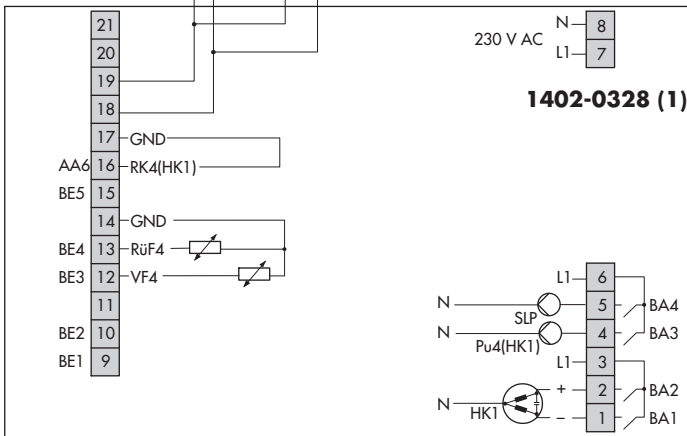 21
20
19
18
17 GND
AA6 16 RK4(HK1)
BE5 15
14 GND
BE4 13 RüF4
BE3 12 VF4
11
BE2 10
BE1 9
230 V AC
N 8
L1 7
1402-0328 (1)
L1 6
N SLP 5 BA4
N Pu4(HK1) 4 BA3
L1 3
+ 2 BA2
N HK1 – 1 BA1